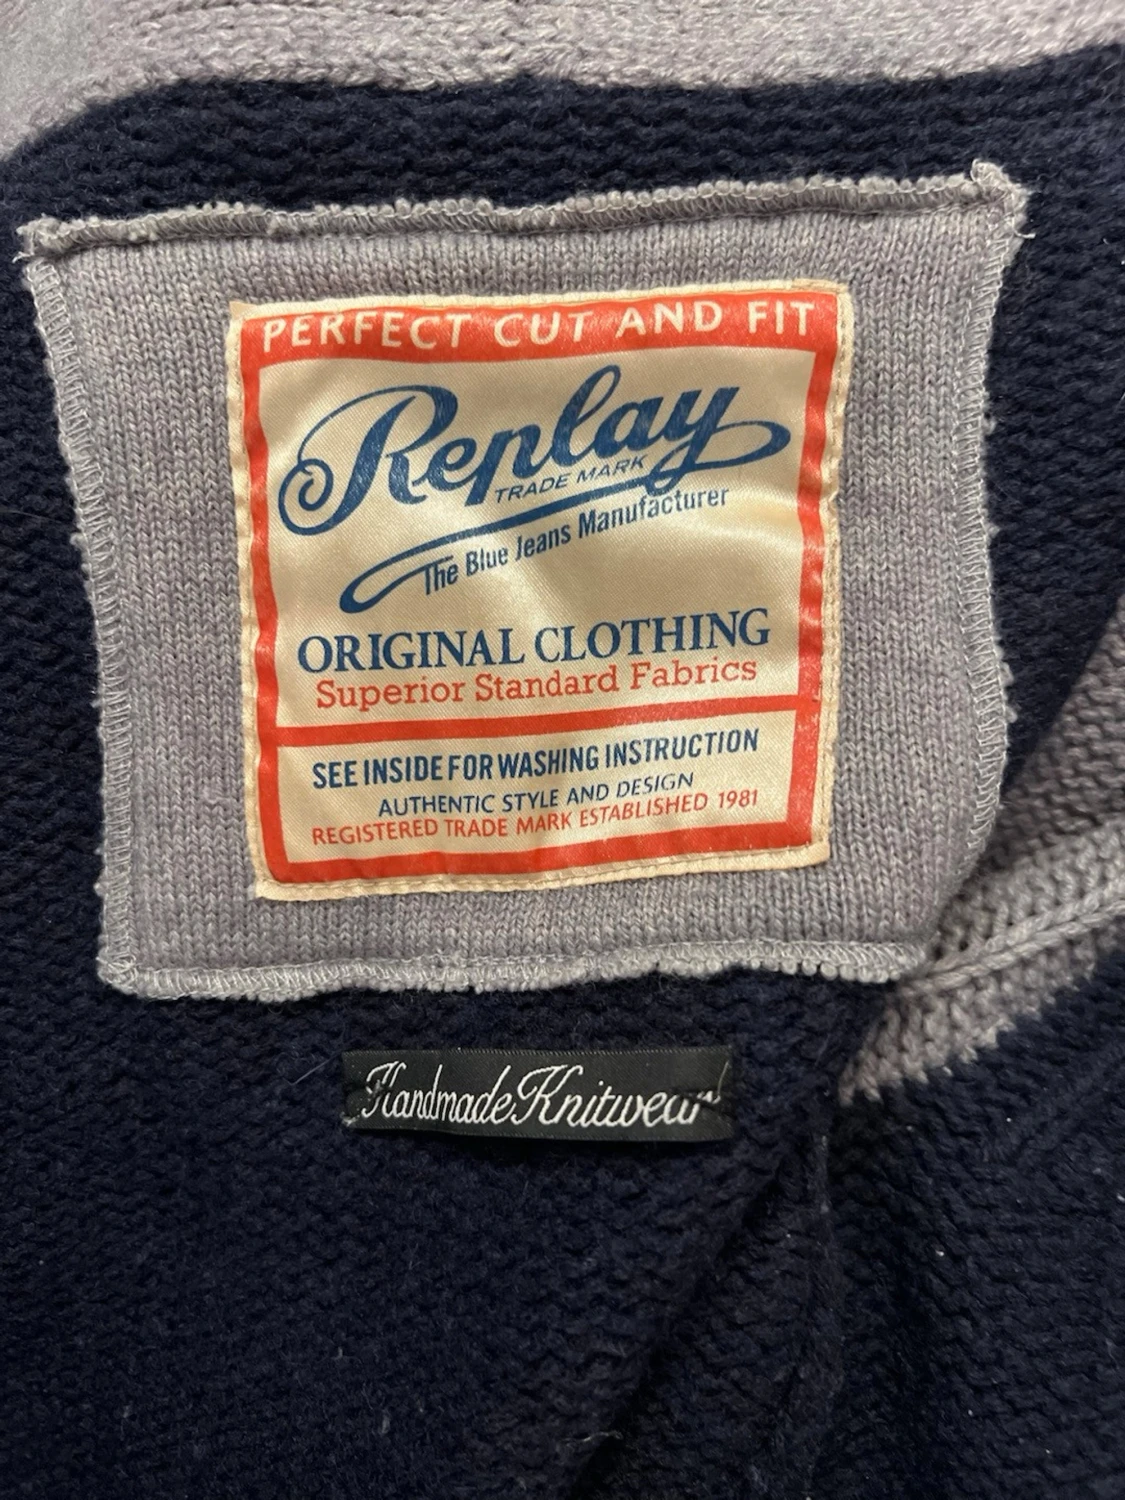 PERFECT CUT AND FIT
Replay
TRADE MARK
The Blue Jeans Manufacturer
ORIGINAL CLOTHING
Superior Standard Fabrics
SEE INSIDE FOR WASHING INSTRUCTION
AUTHENTIC STYLE AND DESIGN
REGISTERED TRADE MARK ESTABLISHED 1981
Handmade Knitwear